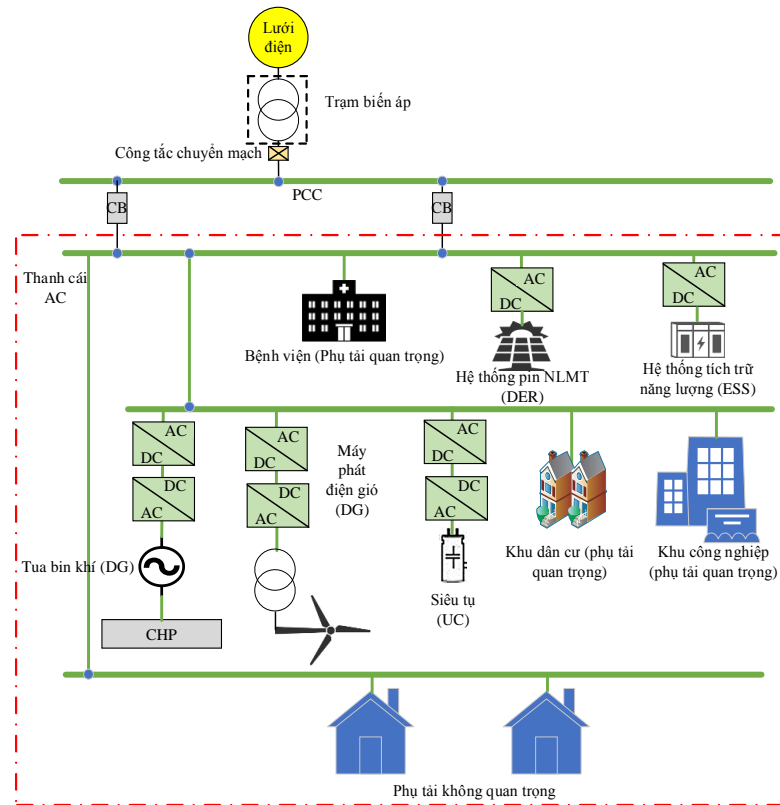 Lưới
điện
Trạm biến áp
Công tắc chuyển mạch
PCC
CB
CB
Thanh cái
AC
AC
DC
AC
DC
Bệnh viện (Phụ tải quan trọng)
Hệ thống pin NLMT
(DER)
Hệ thống tích trữ
năng lượng (ESS)
AC
DC
DC
AC
AC
DC
DC
AC
Máy
phát
điện gió
(DG)
AC
DC
DC
AC
Tua bin khí (DG)
CHP
Siêu tụ
(UC)
Khu dân cư (phụ tải
quan trọng)
Khu công nghiệp
(phụ tải quan trọng)
Phụ tải không quan trọng